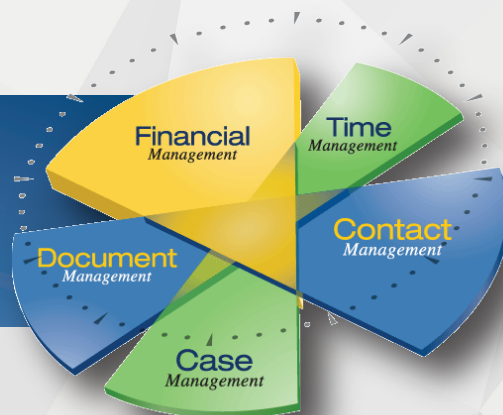 Financial
Management
Time
Management
Contact
Management
Document
Management
Case
Management